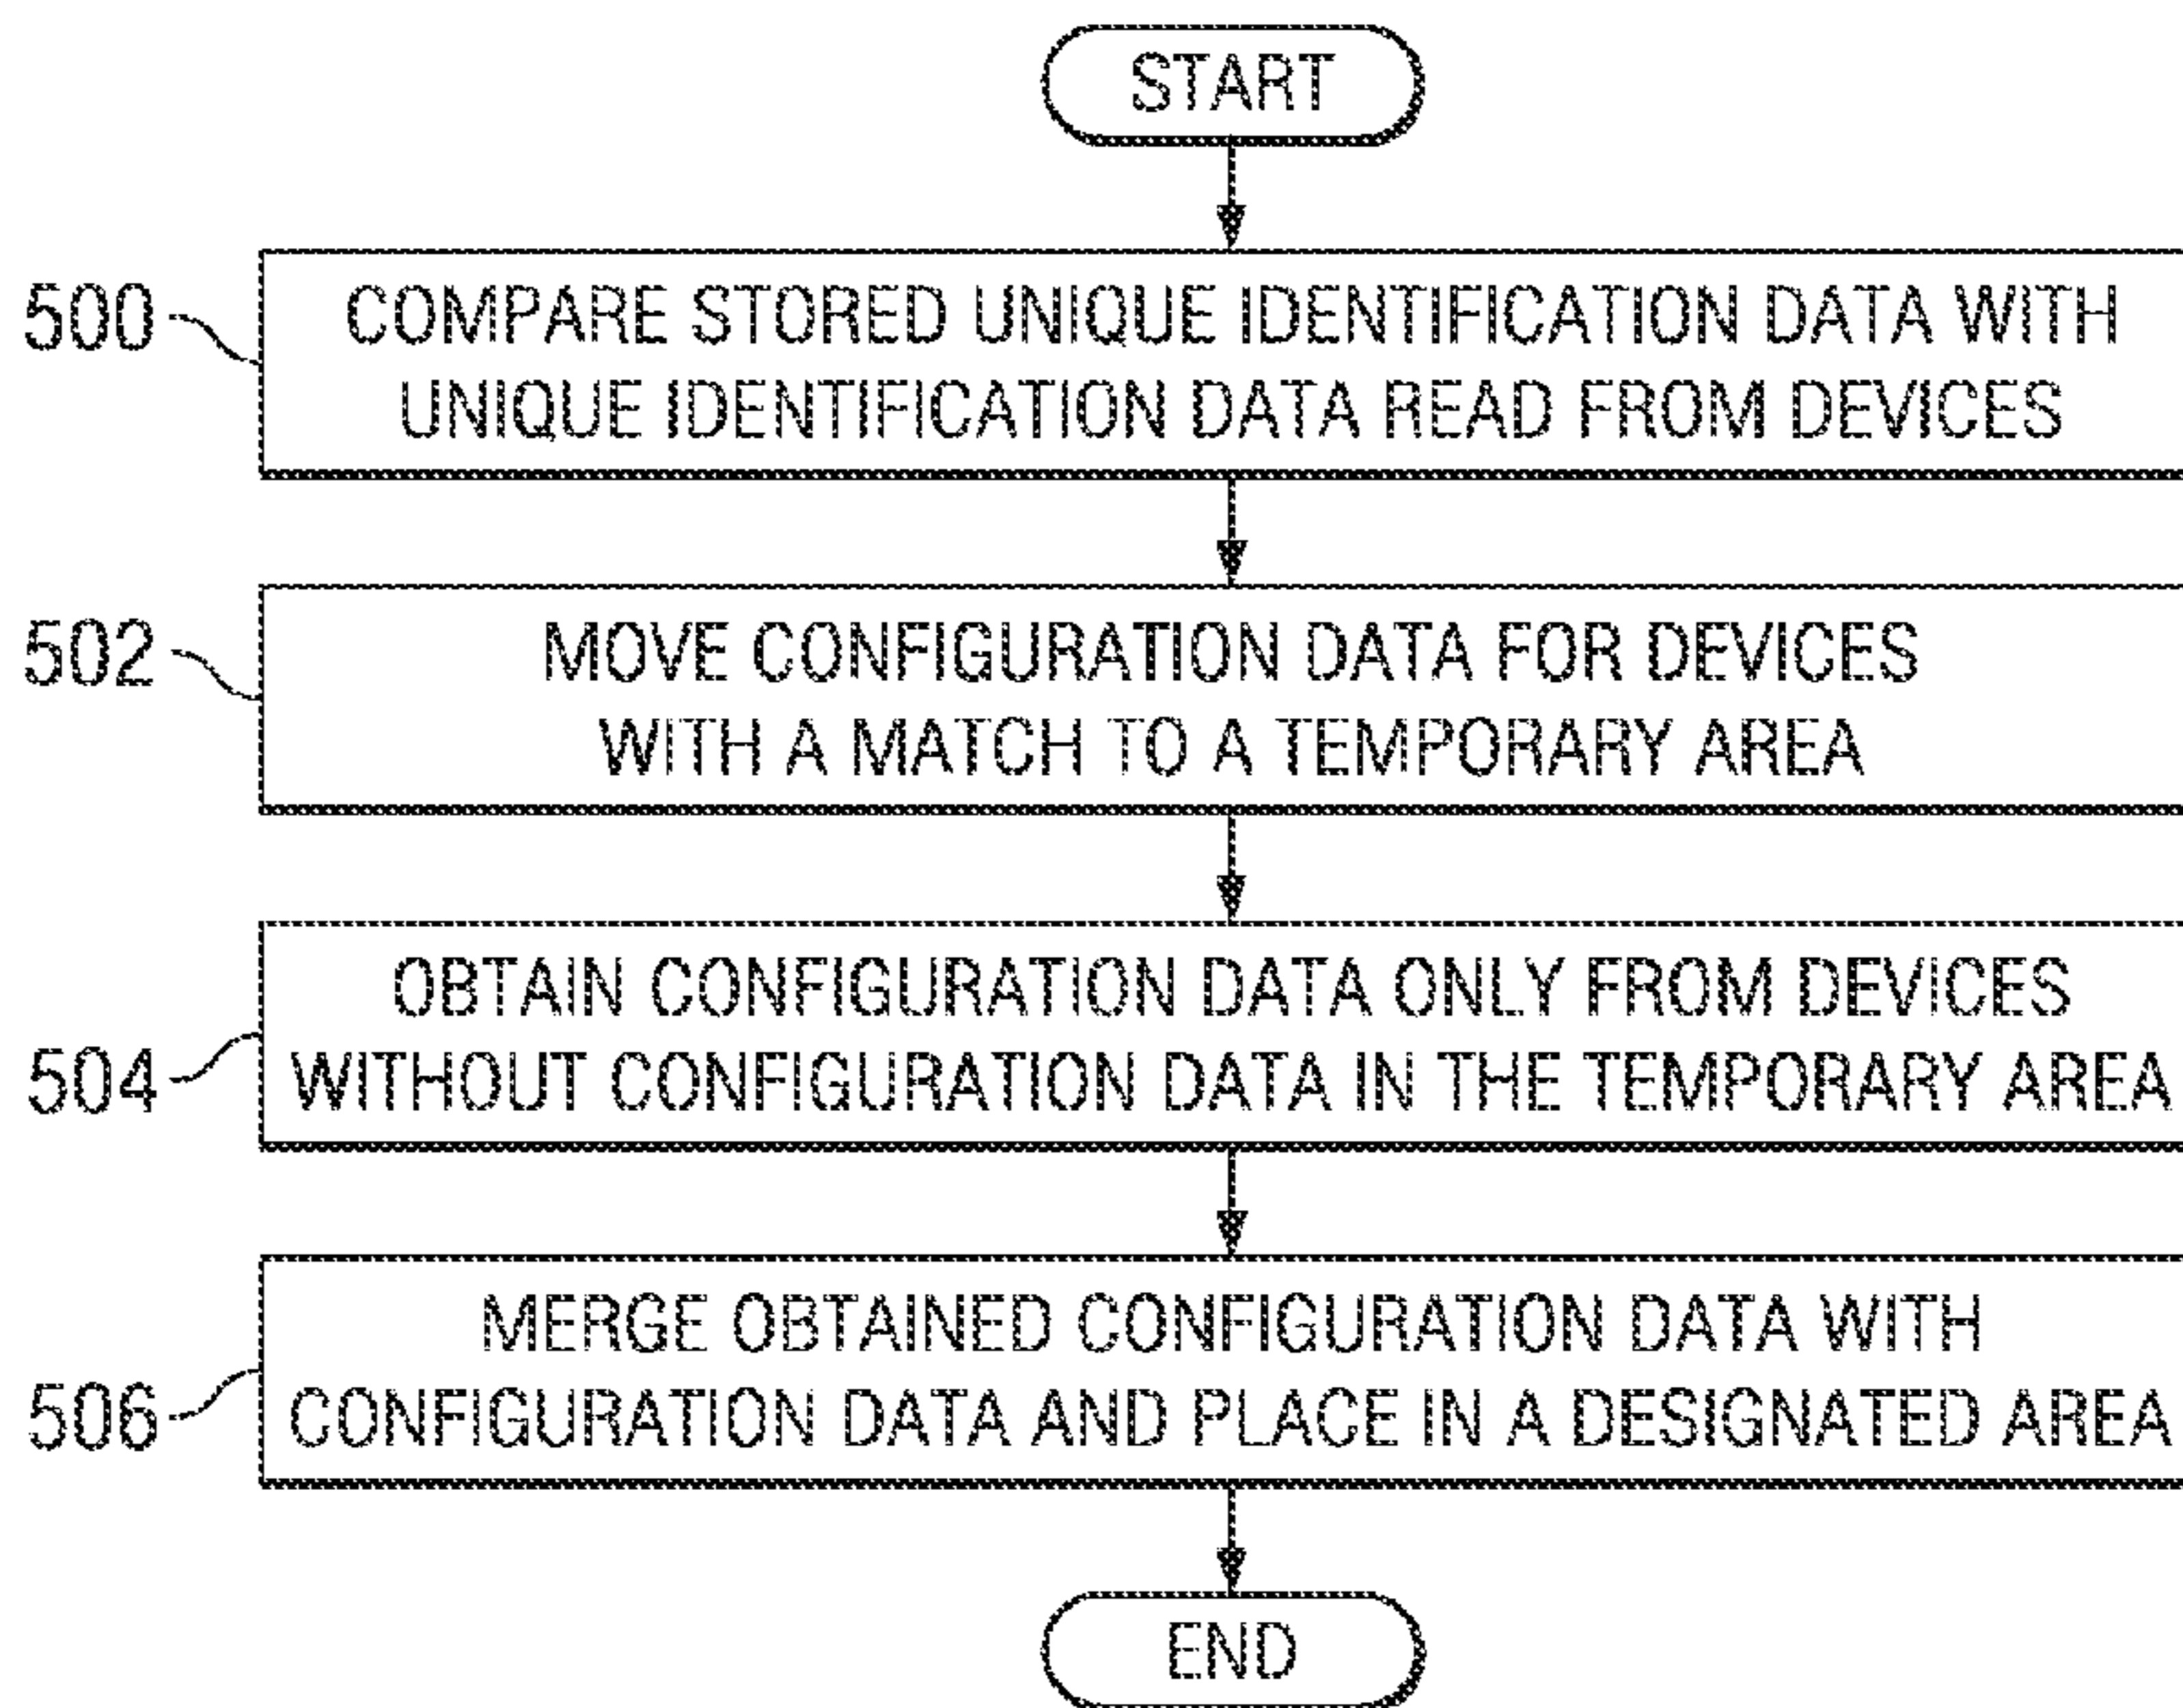 START
500
COMPARE STORED UNIQUE IDENTIFICATION DATA WITH
UNIQUE IDENTIFICATION DATA READ FROM DEVICES
502
MOVE CONFIGURATION DATA FOR DEVICES
WITH A MATCH TO A TEMPORARY AREA
504
OBTAIN CONFIGURATION DATA ONLY FROM DEVICES
WITHOUT CONFIGURATION DATA IN THE TEMPORARY AREA
506
MERGE OBTAINED CONFIGURATION DATA WITH
CONFIGURATION DATA AND PLACE IN A DESIGNATED AREA
END